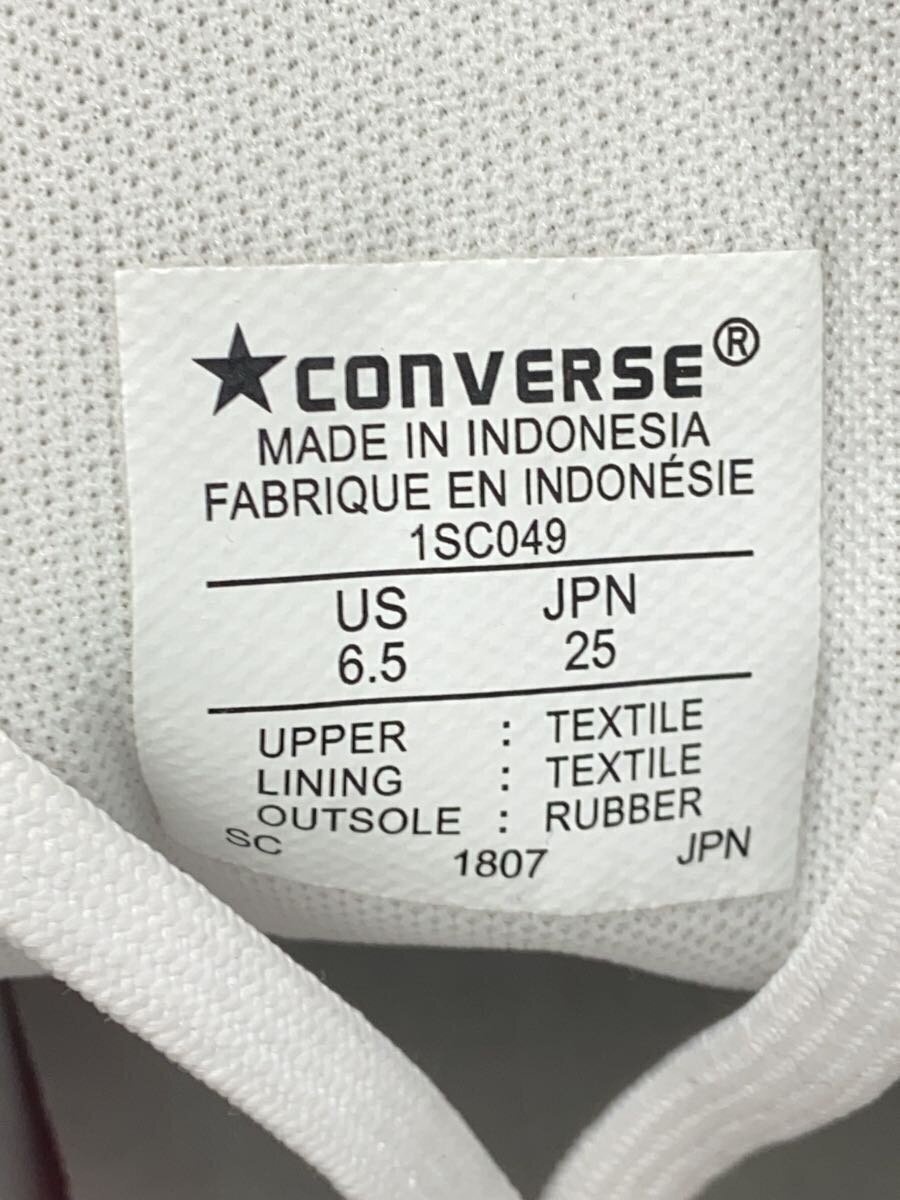 ★CONVERSE®
MADE IN INDONESIA
FABRIQUE EN INDONÉSIE
1SC049
US JPN
6.5 25
UPPER : TEXTILE
LINING : TEXTILE
OUTSOLE : RUBBER
SC 1807 JPN